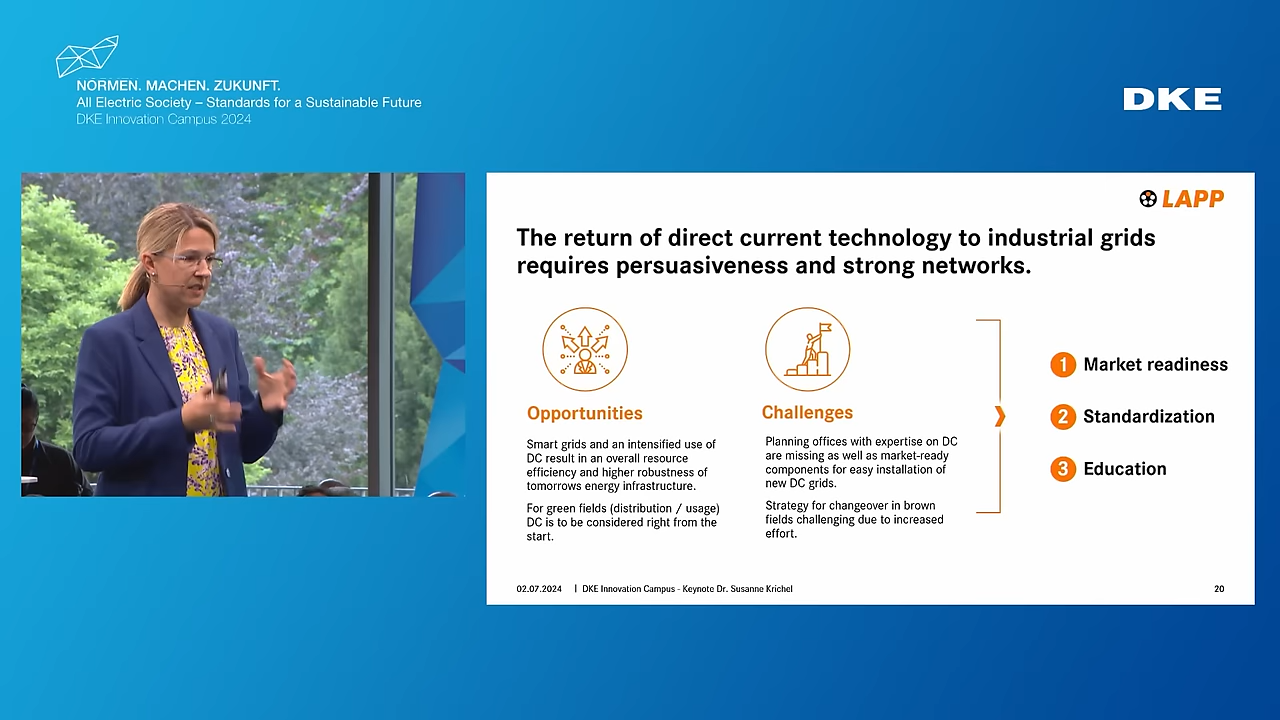 NORMEN. MACHEN. ZUKUNFT.
All Electric Society – Standards for a Sustainable Future
DKE Innovation Campus 2024
DKE
LAPP
The return of direct current technology to industrial grids
requires persuasiveness and strong networks.
Opportunities
Smart grids and an intensified use of
DC result in an overall resource
efficiency and higher robustness of
tomorrows energy infrastructure.
For green fields (distribution / usage)
DC is to be considered right from the
start.
Challenges
Planning offices with expertise on DC
are missing as well as market-ready
components for easy installation of
new DC grids.
Strategy for changeover in brown
fields challenging due to increased
effort.
1 Market readiness
2 Standardization
3 Education
02.07.2024 | DKE Innovation Campus - Keynote Dr. Susanne Krichel
20